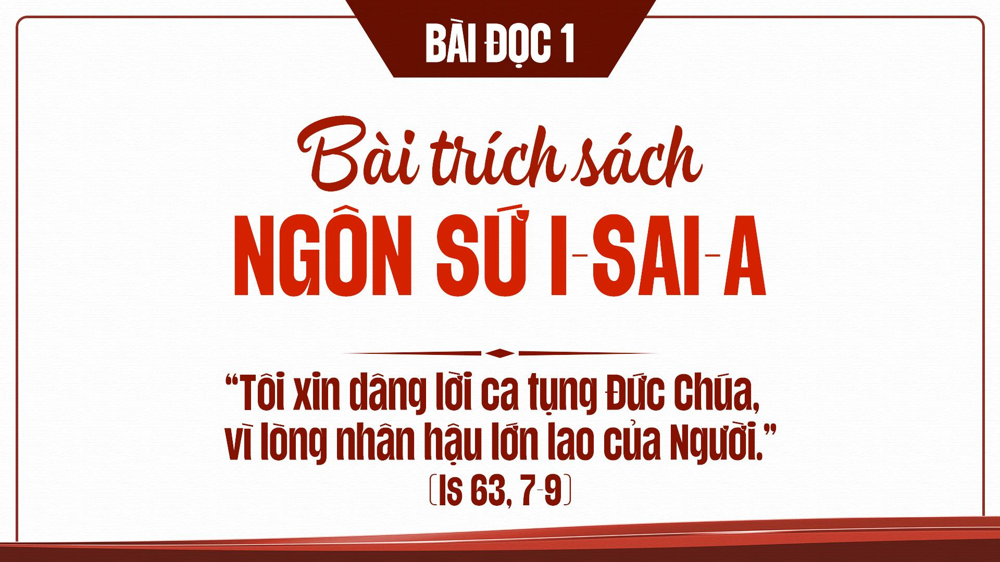 BÀI ĐỌC 1
Bài trích sách
NGÔN SỨ I-SAI-A
“Tôi xin dâng lời ca tụng Đức Chúa,
vì lòng nhân hậu lớn lao của Người.”
(Is 63, 7-9)